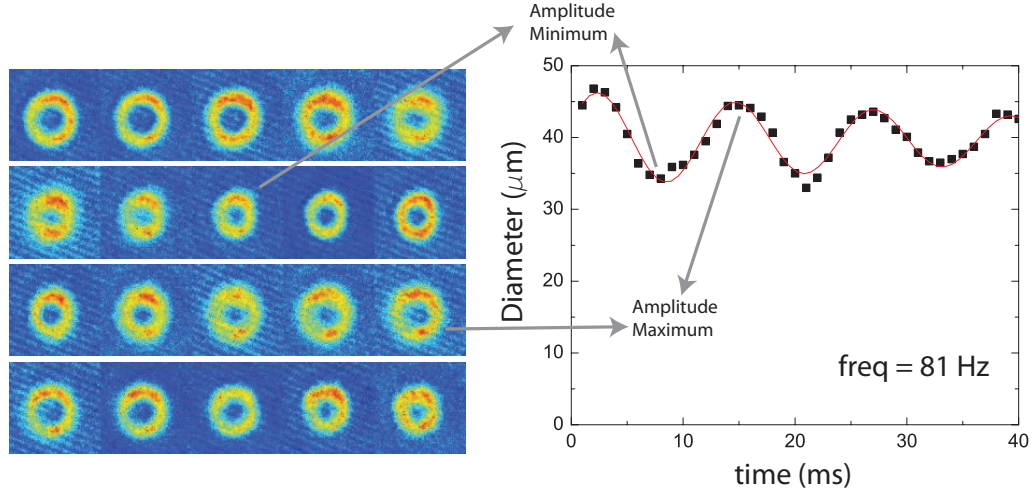 Amplitude
Minimum
50
40
30
20
10
0
Diameter (μm)
Amplitude
Maximum
freq = 81 Hz
0
10
20
30
40
time (ms)